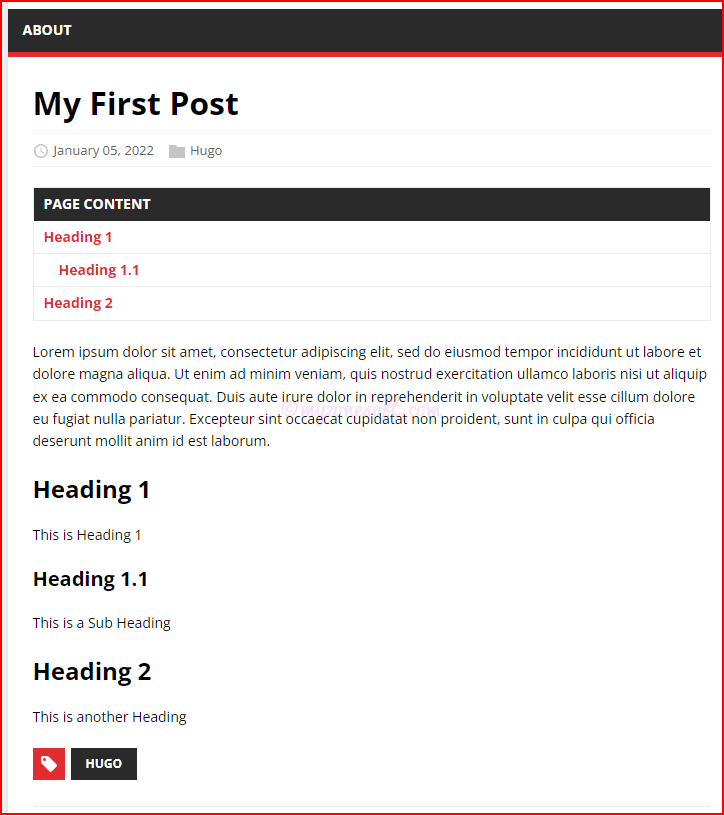 ABOUT
My First Post
January 05, 2022 Hugo
PAGE CONTENT
Heading 1
Heading 1.1
Heading 2
Lorem ipsum dolor sit amet, consectetur adipiscing elit, sed do eiusmod tempor incididunt ut labore et
dolore magna aliqua. Ut enim ad minim veniam, quis nostrud exercitation ullamco laboris nisi ut aliquip
ex ea commodo consequat. Duis aute irure dolor in reprehenderit in voluptate velit esse cillum dolore
eu fugiat nulla pariatur. Excepteur sint occaecat cupidatat non proident, sunt in culpa qui officia
deserunt mollit anim id est laborum.
Heading 1
This is Heading 1
Heading 1.1
This is a Sub Heading
Heading 2
This is another Heading
HUGO